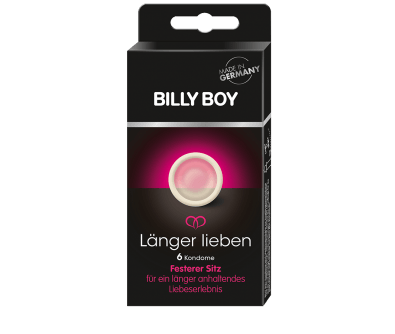 MADE IN
GERMANY
BILLY BOY
Länger lieben
6 Kondome
Festerer Sitz
für ein länger anhaltendes
Liebeserlebnis